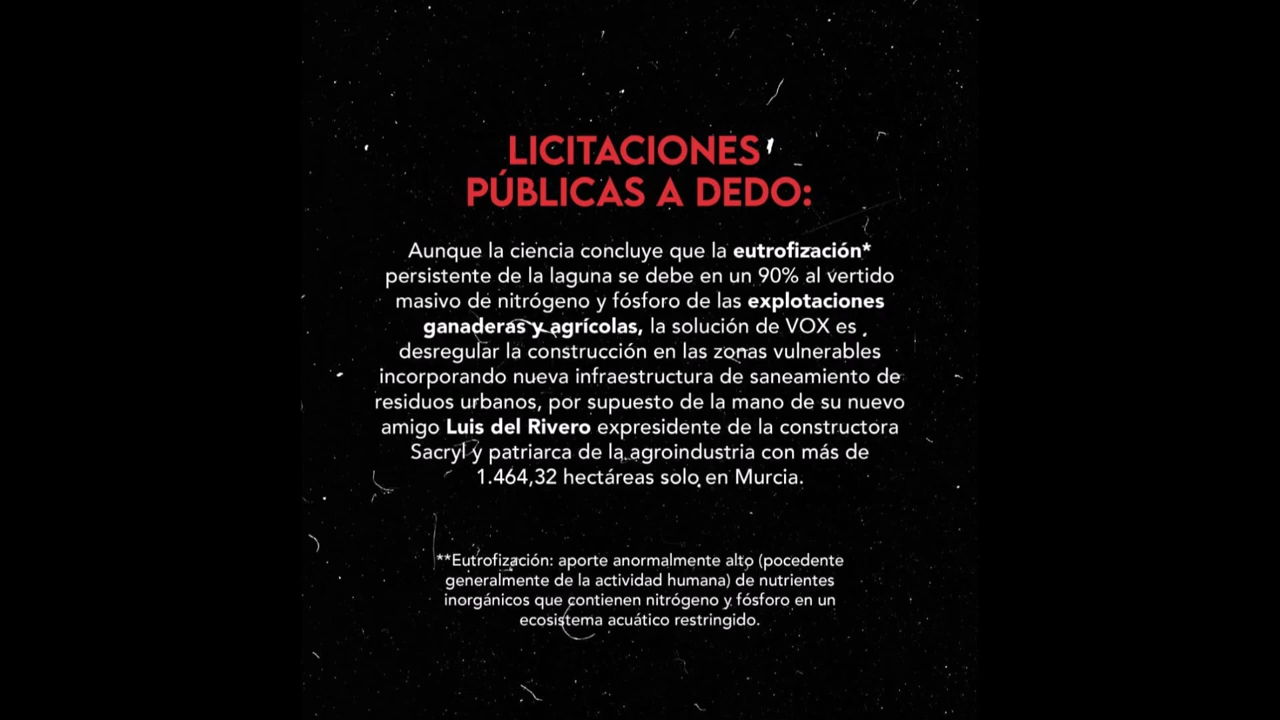 LICITACIONES
PÚBLICAS A DEDO:
Aunque la ciencia concluye que la eutrofización*
persistente de la laguna se debe en un 90% al vertido
masivo de nitrógeno y fósforo de las explotaciones
ganaderas y agrícolas, la solución de VOX es
desregular la construcción en las zonas vulnerables
incorporando nueva infraestructura de saneamiento de
residuos urbanos, por supuesto de la mano de su nuevo
amigo Luis del Rivero expresidente de la constructora
Sacryl y patriarca de la agroindustria con más de
1.464,32 hectáreas solo en Murcia.
**Eutrofización: aporte anormalmente alto (pocedente
generalmente de la actividad humana) de nutrientes
inorgánicos que contienen nitrógeno y fósforo en un
ecosistema acuático restringido.